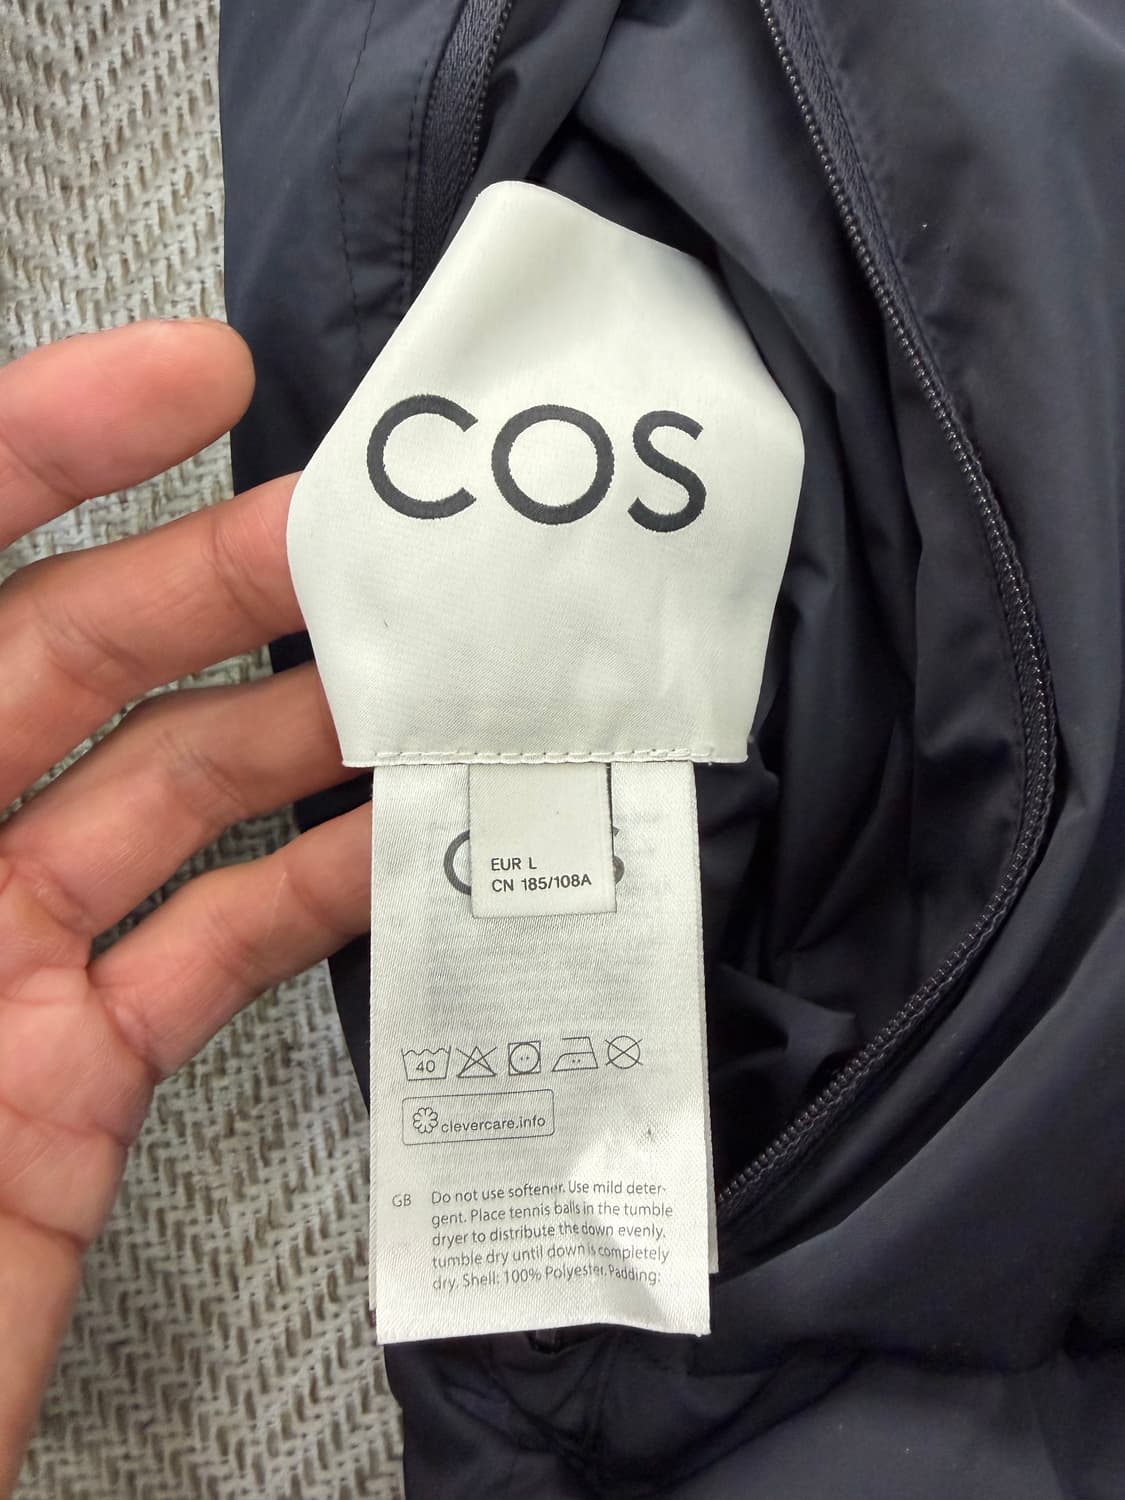 COS
EUR L
CN 185/108A
40
clevercare.info
GB Do not use softener. Use mild deter-
gent. Place tennis balls in the tumble
dryer to distribute the down evenly.
tumble dry until down is completely
dry. Shell: 100% Polyester. Padding: